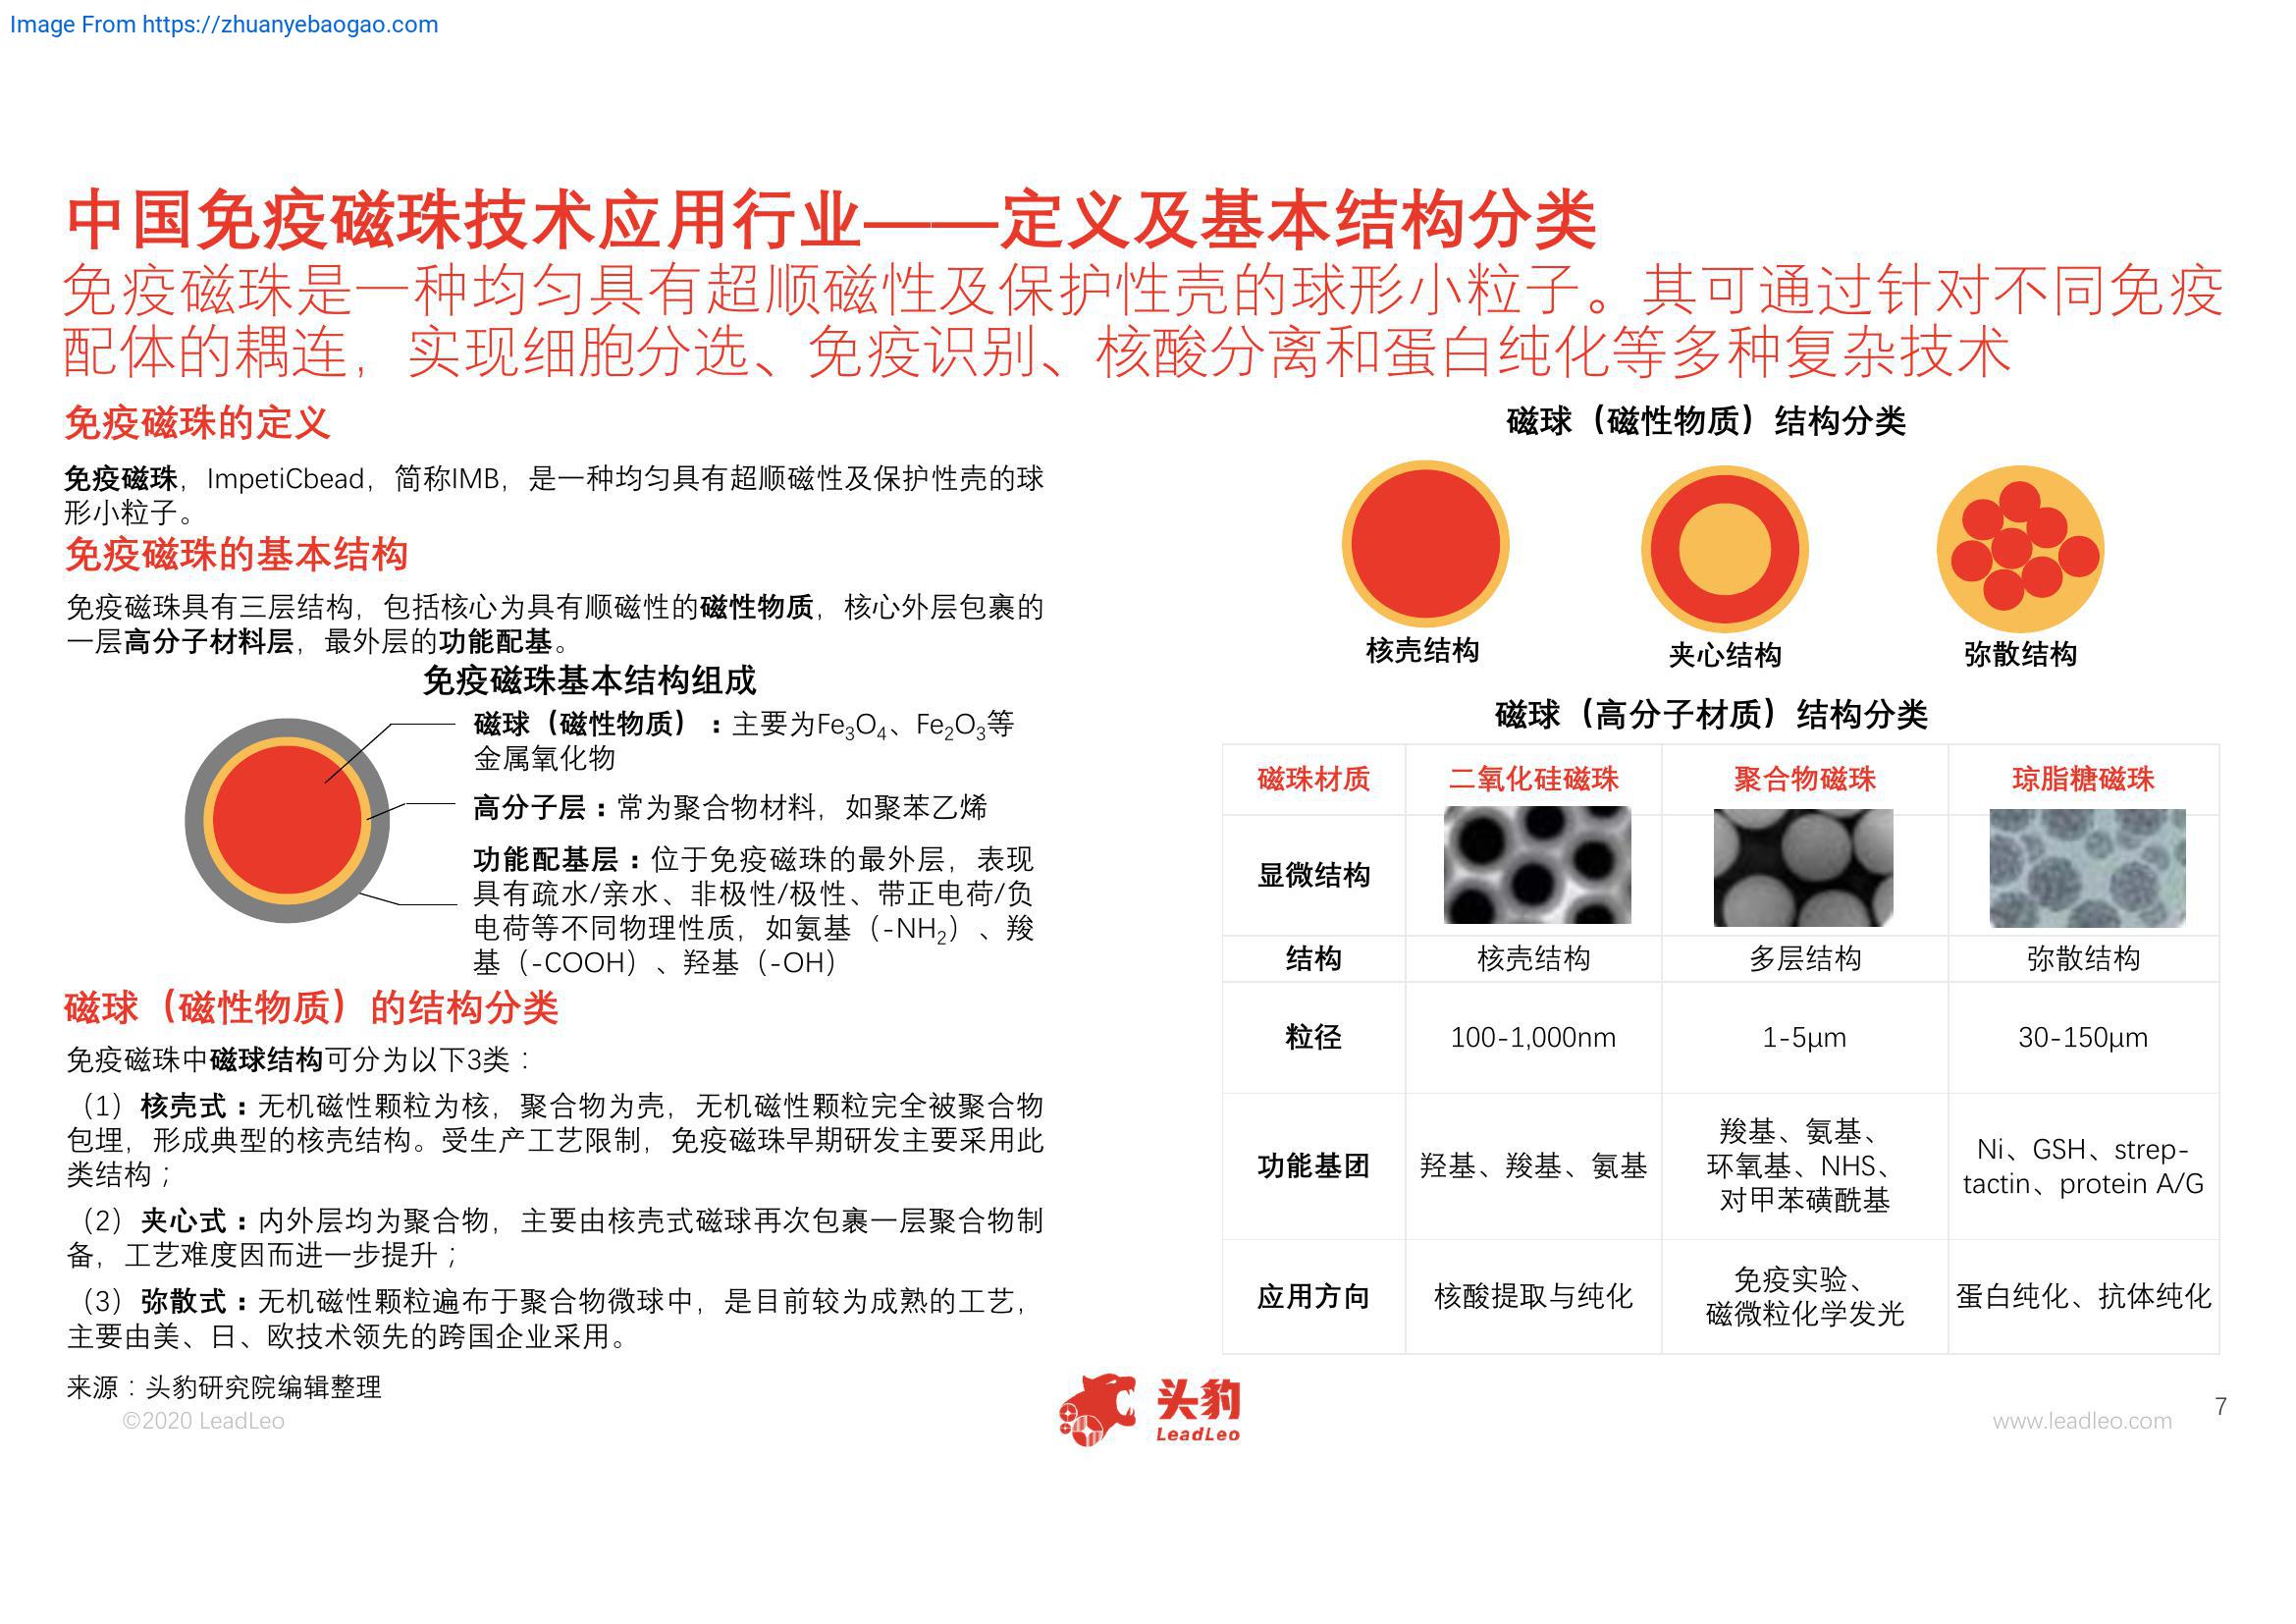 Image From https://zhuanyebaogao.com
中国免疫磁珠技术应用行业——定义及基本结构分类
免疫磁珠是一种均匀具有超顺磁性及保护性壳的球形小粒子。其可通过针对不同免疫
配体的耦连，实现细胞分选、免疫识别、核酸分离和蛋白纯化等多种复杂技术
免疫磁珠的定义
免疫磁珠，ImpetiCbead，简称IMB，是一种均匀具有超顺磁性及保护性壳的球
形小粒子。
免疫磁珠的基本结构
免疫磁珠具有三层结构，包括核心为具有顺磁性的磁性物质，核心外层包裹的
一层高分子材料层，最外层的功能配基。
免疫磁珠基本结构组成
磁球（磁性物质）：主要为Fe₃O₄、Fe₂O₃等
金属氧化物
高分子层：常为聚合物材料，如聚苯乙烯
功能配基层：位于免疫磁珠的最外层，表现
具有疏水/亲水、非极性/极性、带正电荷/负
电荷等不同物理性质，如氨基（-NH₂）、羧
基（-COOH）、羟基（-OH）
磁球（磁性物质）的结构分类
免疫磁珠中磁球结构可分为以下3类：
（1）核壳式：无机磁性颗粒为核，聚合物为壳，无机磁性颗粒完全被聚合物
包埋，形成典型的核壳结构。受生产工艺限制，免疫磁珠早期研发主要采用此
类结构；
（2）夹心式：内外层均为聚合物，主要由核壳式磁球再次包裹一层聚合物制
备，工艺难度因而进一步提升；
（3）弥散式：无机磁性颗粒遍布于聚合物微球中，是目前较为成熟的工艺，
主要由美、日、欧技术领先的跨国企业采用。
磁球（磁性物质）结构分类
核壳结构 夹心结构 弥散结构
磁球（高分子材质）结构分类
磁珠材质 二氧化硅磁珠 聚合物磁珠 琼脂糖磁珠
显微结构
结构 核壳结构 多层结构 弥散结构
粒径 100-1,000nm 1-5μm 30-150μm
功能基团 羟基、羧基、氨基 羧基、氨基、
环氧基、NHS、
对甲苯磺酰基 Ni、GSH、strep-
tactin、protein A/G
应用方向 核酸提取与纯化 免疫实验、
磁微粒化学发光 蛋白纯化、抗体纯化
来源：头豹研究院编辑整理
©2020 LeadLeo
头豹
LeadLeo
www.leadleo.com
7